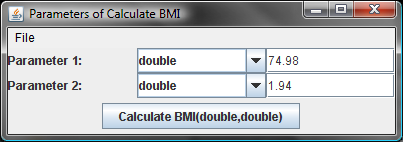 Parameters of Calculate BMI
File
Parameter 1: double 74.98
Parameter 2: double 1.94
Calculate BMI(double,double)